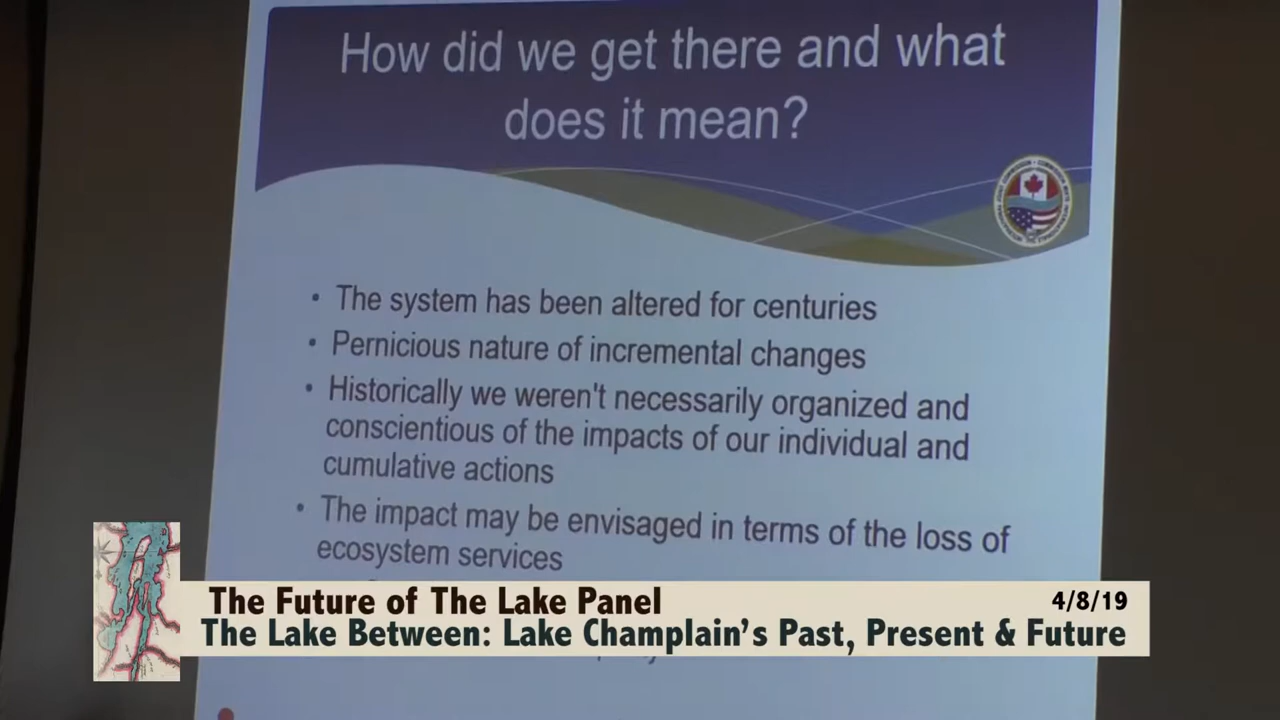 How did we get there and what
does it mean?
• The system has been altered for centuries
• Pernicious nature of incremental changes
• Historically we weren't necessarily organized and
conscientious of the impacts of our individual and
cumulative actions
• The impact may be envisaged in terms of the loss of
ecosystem services
The Future of The Lake Panel
4/8/19
The Lake Between: Lake Champlain's Past, Present & Future